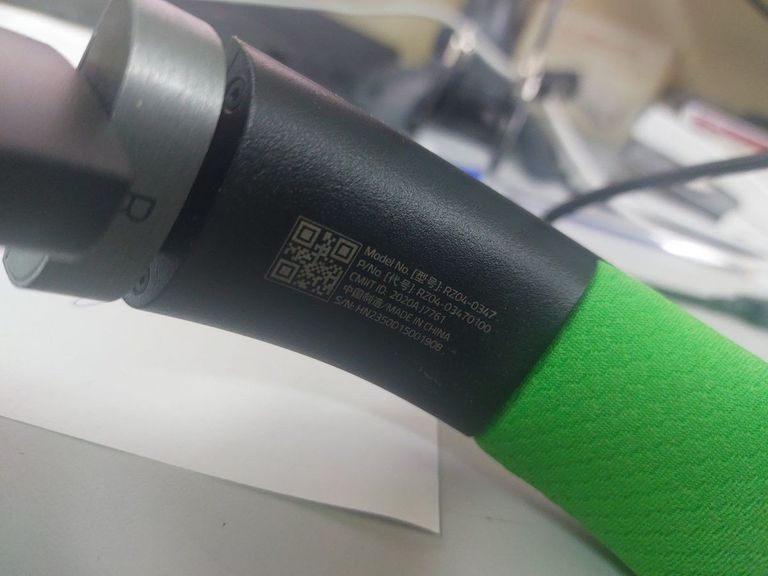 R
Model No. [型号]: RZ04-0347
P/No. [代号]: RZ04-03470100
CMIIT ID: 2020AJ7761
中国制造/MADE IN CHINA
S/N: HN2350D15001908